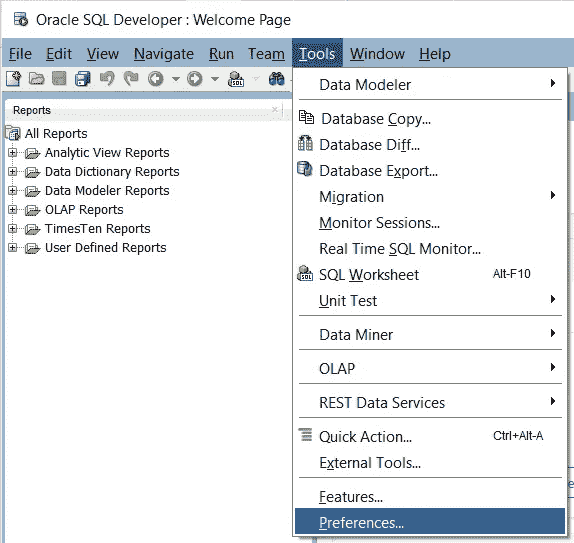 Oracle SQL Developer : Welcome Page
File Edit View Navigate Run Team Tools Window Help
Reports
All Reports
Analytic View Reports
Data Dictionary Reports
Data Modeler Reports
OLAP Reports
TimesTen Reports
User Defined Reports
Data Modeler
Database Copy...
Database Diff...
Database Export...
Migration
Monitor Sessions...
Real Time SQL Monitor...
SQL Worksheet Alt-F10
Unit Test
Data Miner
OLAP
REST Data Services
Quick Action... Ctrl+Alt-A
External Tools...
Features...
Preferences...